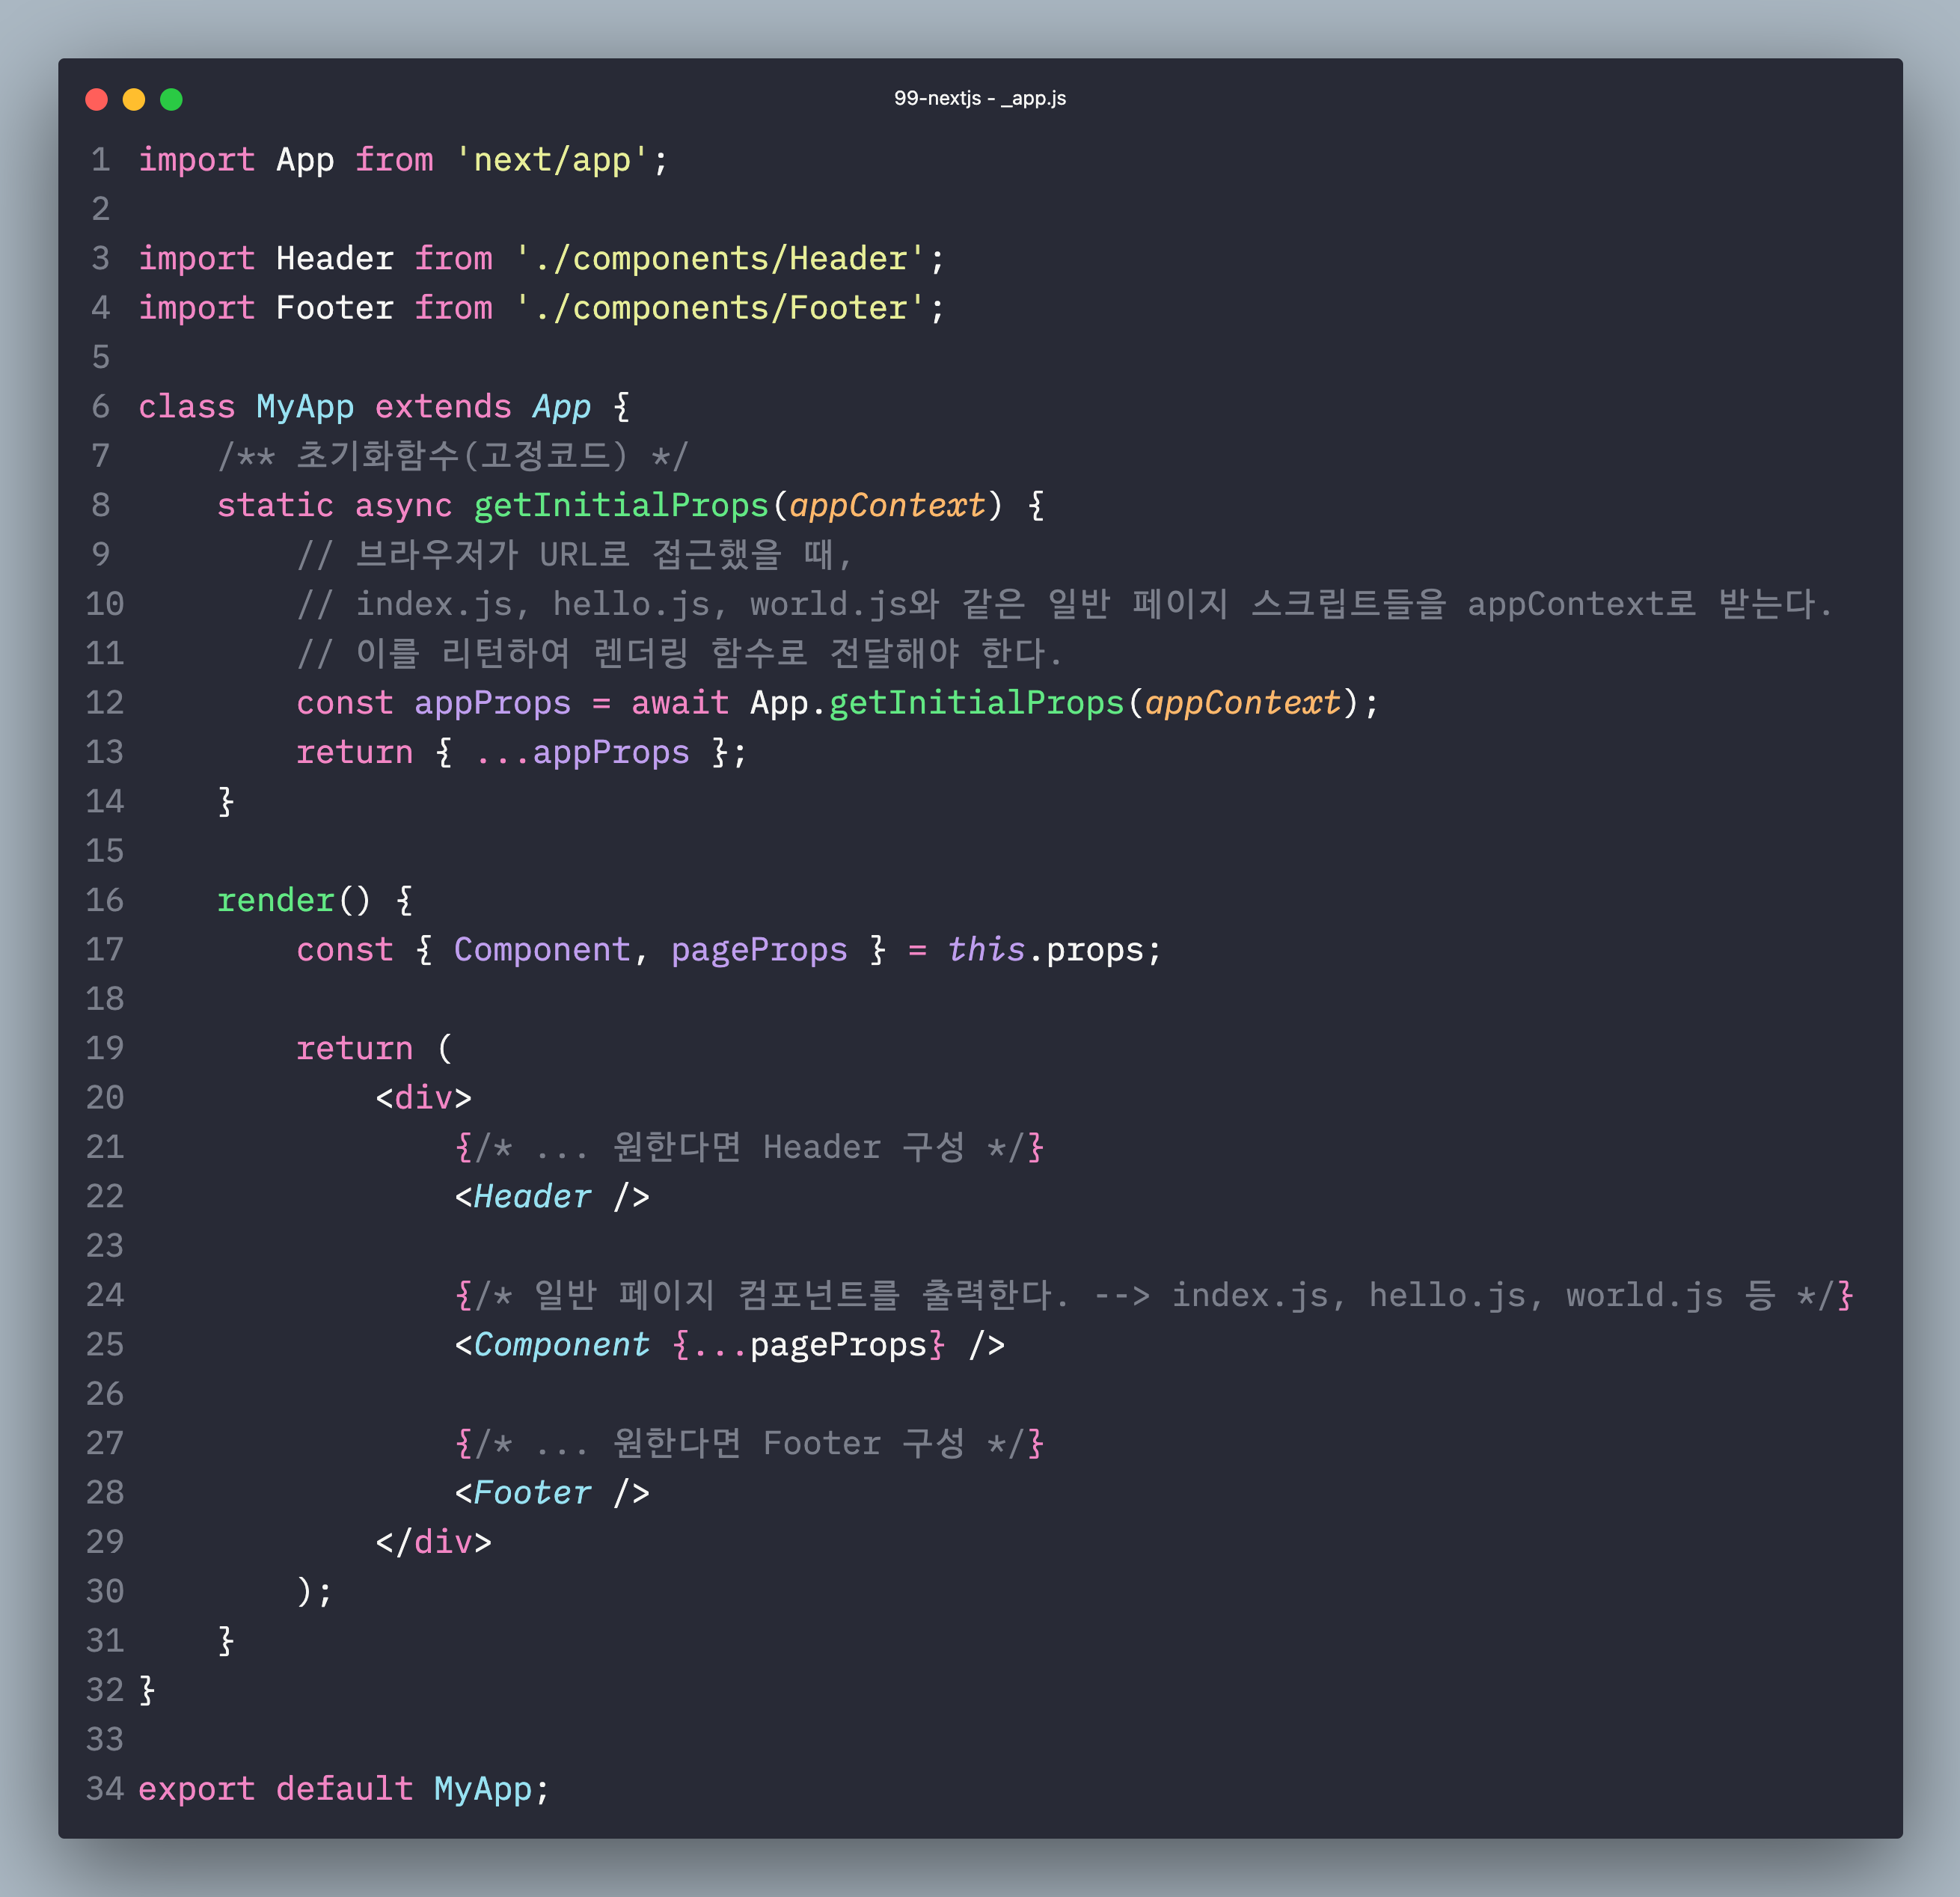 99-nextjs - _app.js
1 import App from 'next/app';
2
3 import Header from './components/Header';
4 import Footer from './components/Footer';
5
6 class MyApp extends App {
7     /** 초기화함수(고정코드) */
8     static async getInitialProps(appContext) {
9         // 브라우저가 URL로 접근했을 때,
10         // index.js, hello.js, world.js와 같은 일반 페이지 스크립트들을 appContext로 받는다.
11         // 이를 리턴하여 렌더링 함수로 전달해야 한다.
12         const appProps = await App.getInitialProps(appContext);
13         return { ...appProps };
14     }
15
16     render() {
17         const { Component, pageProps } = this.props;
18
19         return (
20             <div>
21                 {/* ... 원한다면 Header 구성 */}
22                 <Header />
23
24                 {/* 일반 페이지 컴포넌트를 출력한다. --> index.js, hello.js, world.js 등 */}
25                 <Component {...pageProps} />
26
27                 {/* ... 원한다면 Footer 구성 */}
28                 <Footer />
29             </div>
30         );
31     }
32 }
33
34 export default MyApp;